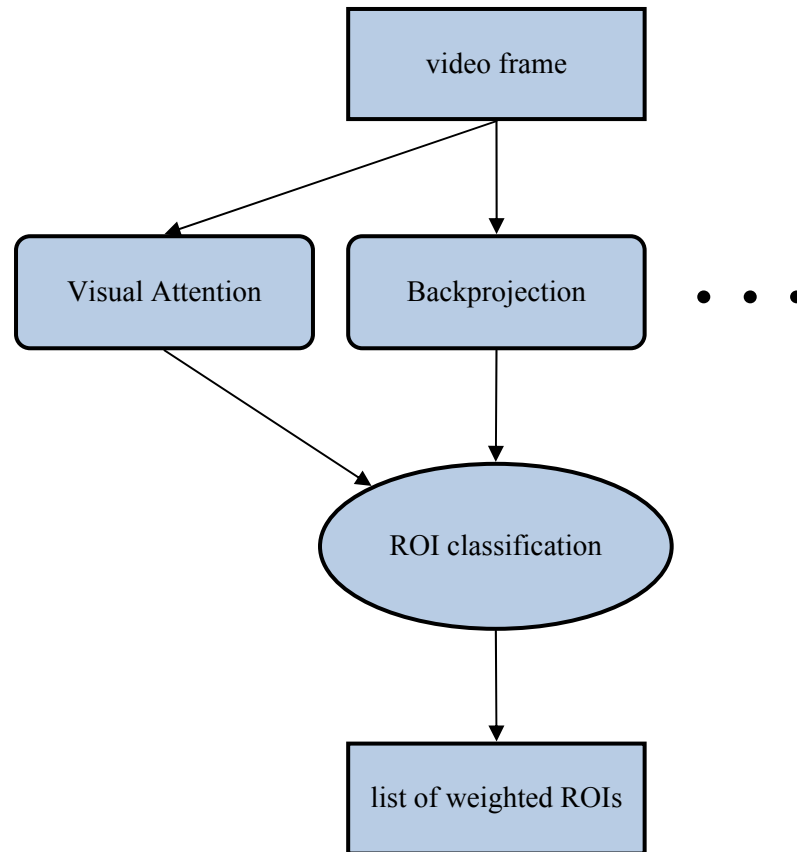 video frame
Visual Attention
Backprojection
• • •
ROI classification
list of weighted ROIs